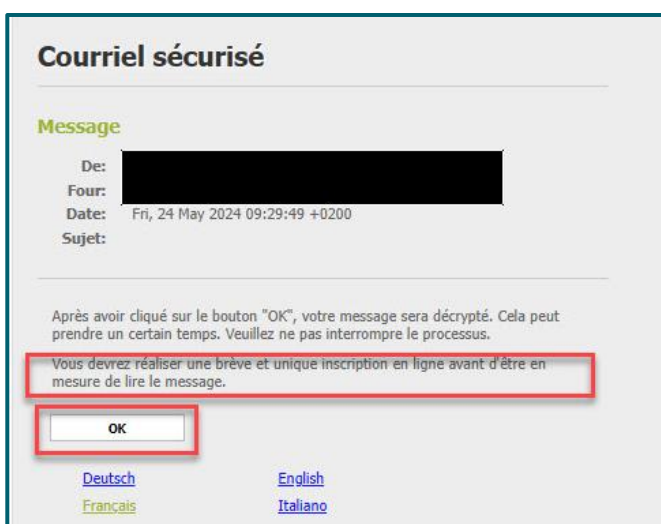 Courriel sécurisé
Message
De:
Four:
Date: Fri, 24 May 2024 09:29:49 +0200
Sujet:
Après avoir cliqué sur le bouton "OK", votre message sera décrypté. Cela peut
prendre un certain temps. Veuillez ne pas interrompre le processus.
Vous devrez réaliser une brève et unique inscription en ligne avant d'être en
mesure de lire le message.
OK
Deutsch English
Français Italiano